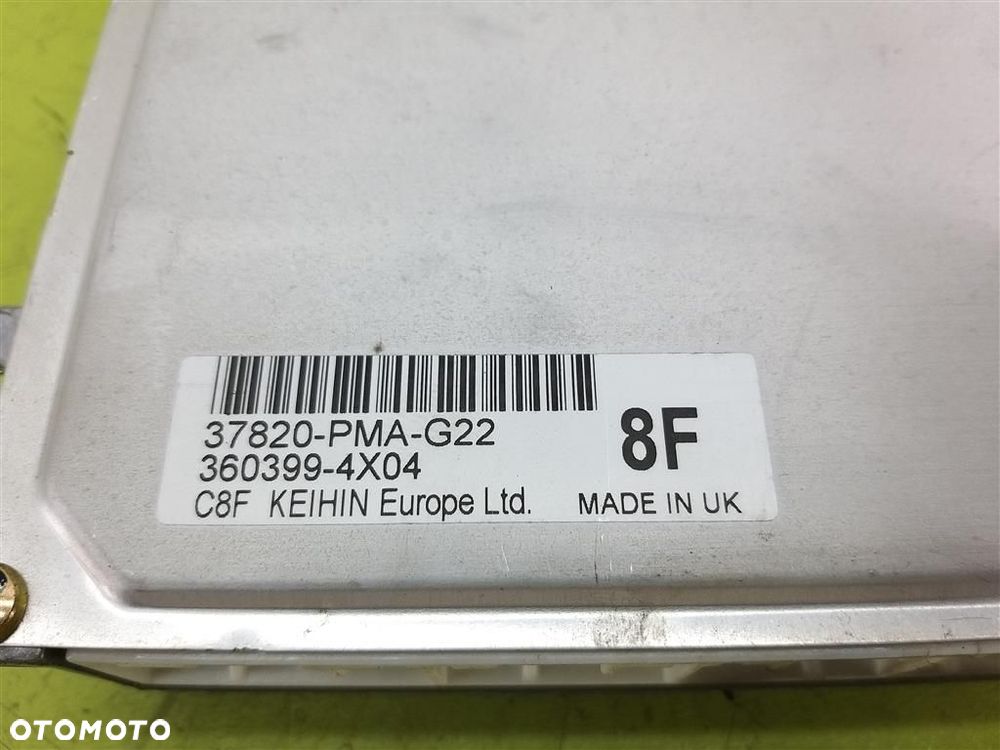 37820-PMA-G22
8F
360399-4X04
C8F KEIHIN Europe Ltd. MADE IN UK
OTOMOTO